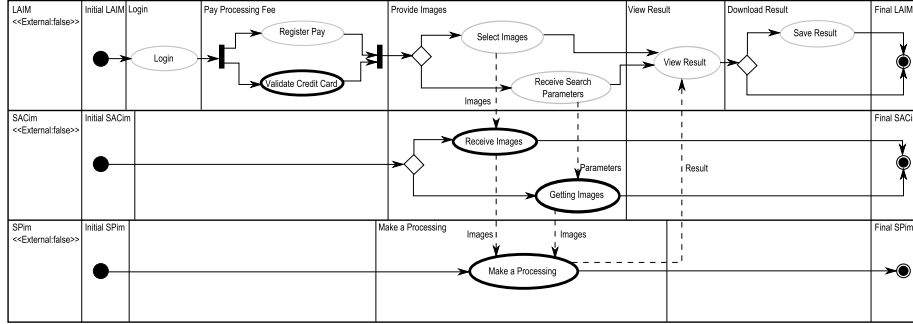 LAIM
<<External:false>>
Initial LAIM
Login
Pay Processing Fee
Provide Images
View Result
Download Result
Final LAIM
Login
Register Pay
Validate Credit Card
Select Images
Receive Search
Parameters
View Result
Save Result
Images
SACim
<<External:false>>
Initial SACim
Final SACi
Receive Images
Parameters
Result
Getting Images
SPim
<<External:false>>
Initial SPim
Make a Processing
Final SPim
Images
Images
Make a Processing